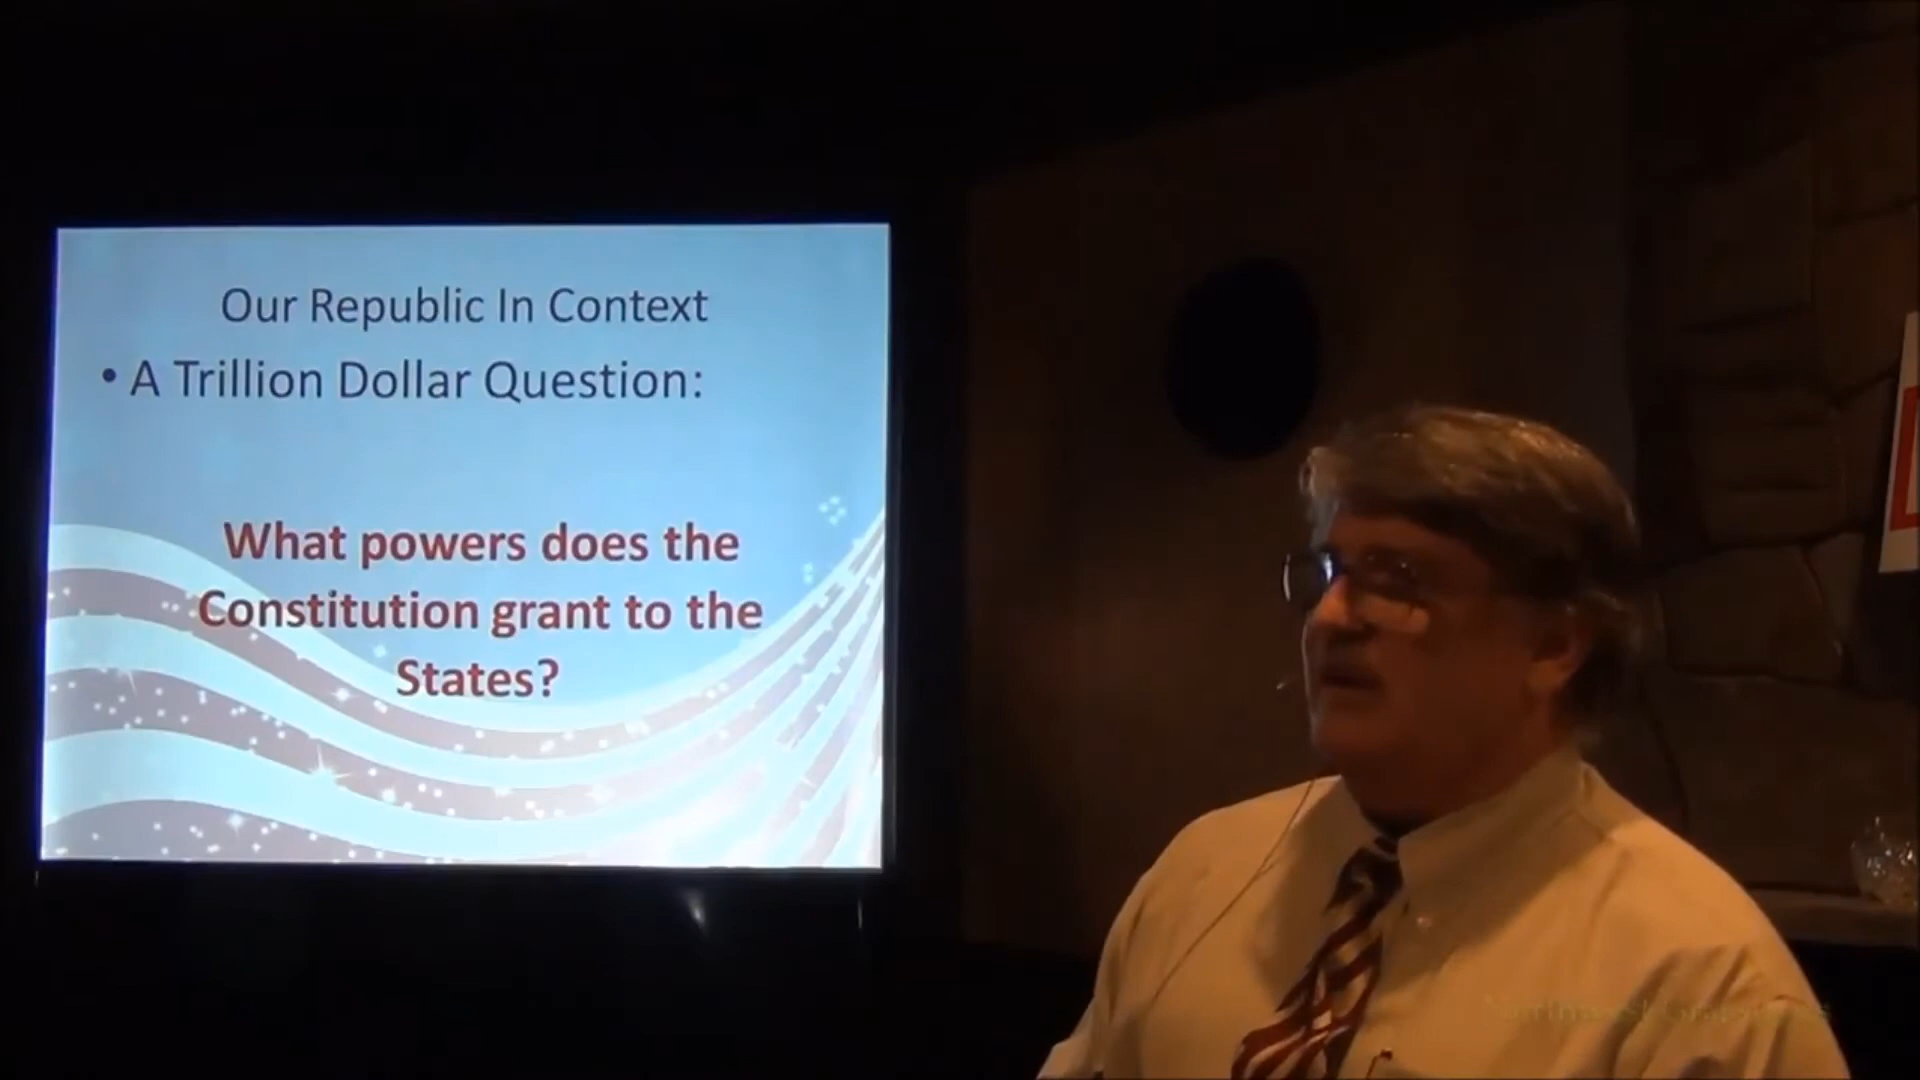 Our Republic In Context
• A Trillion Dollar Question:
What powers does the
Constitution grant to the
States?